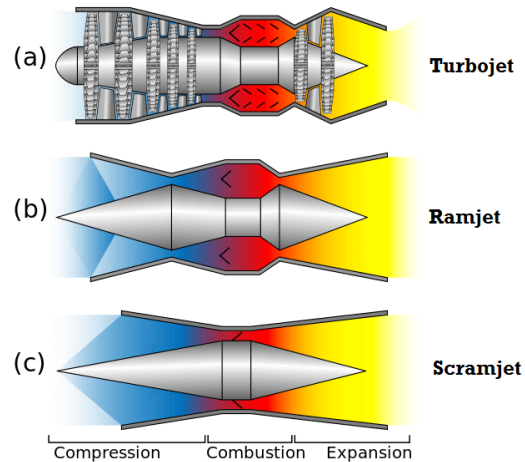 (a) Turbojet
(b) Ramjet
(c) Scramjet
Compression Combustion Expansion